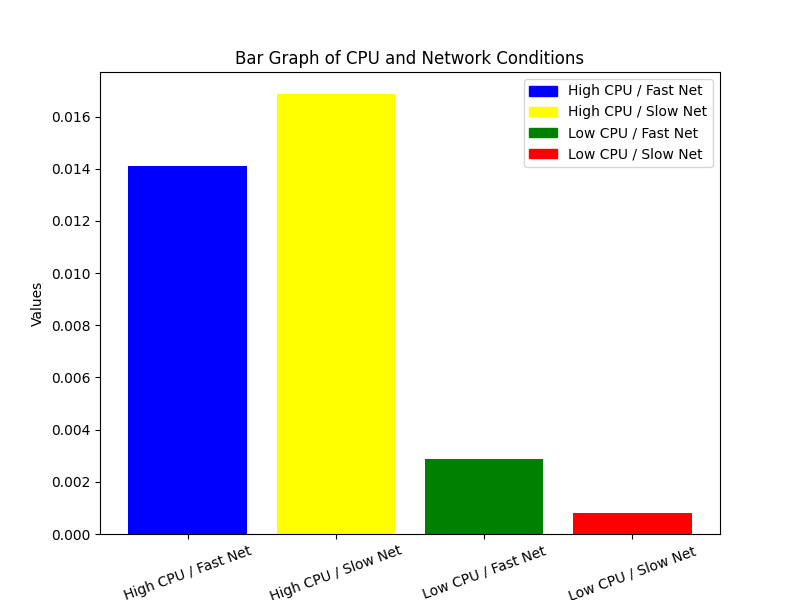 Bar Graph of CPU and Network Conditions
High CPU / Fast Net
High CPU / Slow Net
Low CPU / Fast Net
Low CPU / Slow Net
Values
0.016
0.014
0.012
0.010
0.008
0.006
0.004
0.002
0.000
High CPU / Fast Net
High CPU / Slow Net
Low CPU / Fast Net
Low CPU / Slow Net